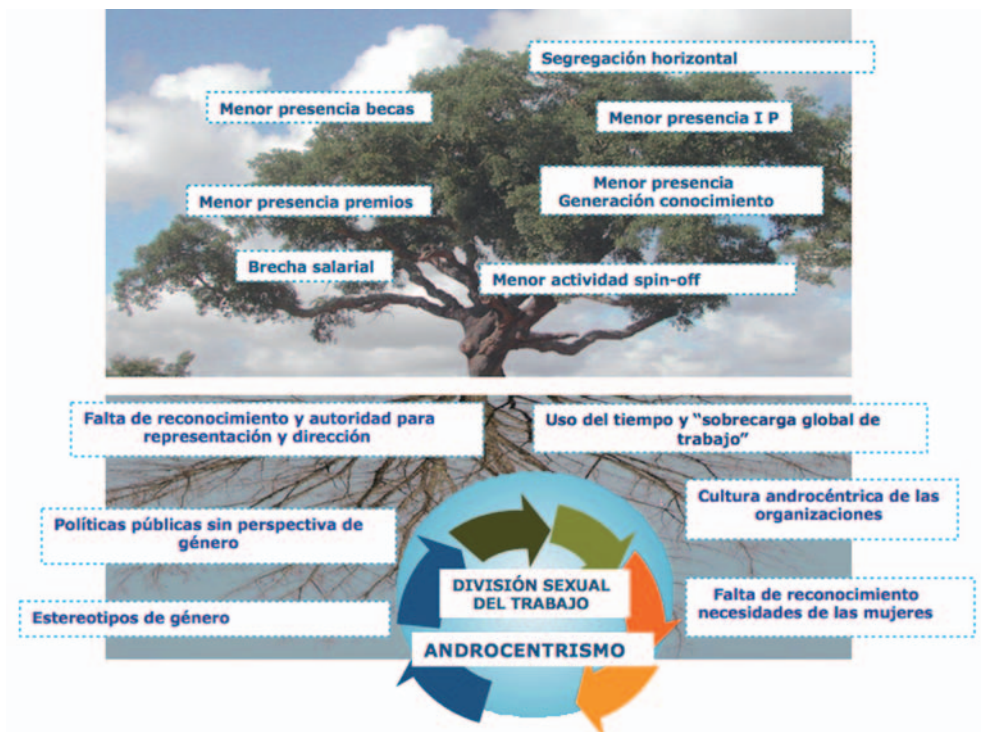 Segregación horizontal
Menor presencia becas
Menor presencia I P
Menor presencia premios
Menor presencia
Generación conocimiento
Brecha salarial
Menor actividad spin-off
Falta de reconocimiento y autoridad para
representación y dirección
Uso del tiempo y “sobrecarga global de
trabajo”
Políticas públicas sin perspectiva de
género
Cultura androcéntrica de las
organizaciones
Estereotipos de género
DIVISIÓN SEXUAL
DEL TRABAJO
Falta de reconocimiento
necesidades de las mujeres
ANDROCENTRISMO